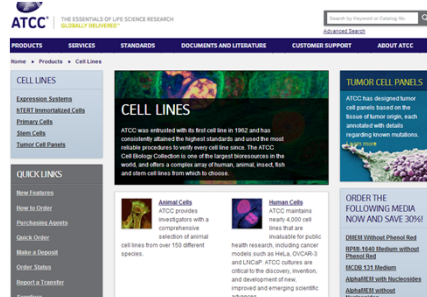 ATCC
THE ESSENTIALS OF LIFE SCIENCE RESEARCH
GLOBALLY DELIVERED™
Search by Keyword or Catalog No.
Advanced Search
PRODUCTS SERVICES STANDARDS DOCUMENTS AND LITERATURE CUSTOMER SUPPORT ABOUT ATCC
Home ▸ Products ▸ Cell Lines
CELL LINES
Expression Systems
hTERT Immortalized Cells
Primary Cells
Stem Cells
Tumor Cell Panels
QUICK LINKS
New Features
How to Order
Purchasing Agents
Quick Order
Make a Deposit
Order Status
Report a Transfer
CELL LINES
ATCC was entrusted with its first cell line in 1962 and has
consistently attained the highest standards and used the most
reliable procedures to verify every cell line since. The ATCC
Cell Biology Collection is one of the largest bioresources in the
world, and offers a complex array of human, animal, insect, fish
and stem cell lines from which to choose.
Animal Cells
ATCC provides
investigators with a
comprehensive
selection of animal
cell lines from over 150 different
species.
Human Cells
ATCC maintains
nearly 4,000 cell
lines that are
invaluable for public
health research, including cancer
models such as HeLa, OVCAR-3
and LNCaP. ATCC cultures are
critical to the discovery, invention,
and development of new,
improved and emerging scientific
advances.
TUMOR CELL PANELS
ATCC has designed tumor
cell panels based on the
tissue of tumor origin, each
annotated with details
regarding known mutations.
Learn more
ORDER THE
FOLLOWING MEDIA
NOW AND SAVE 30%!
DMEM Without Phenol Red
RPMI-1640 Medium without
Phenol Red
MCDB 131 Medium
AlphaMEM with Nucleosides
AlphaMEM without
Nucleosides